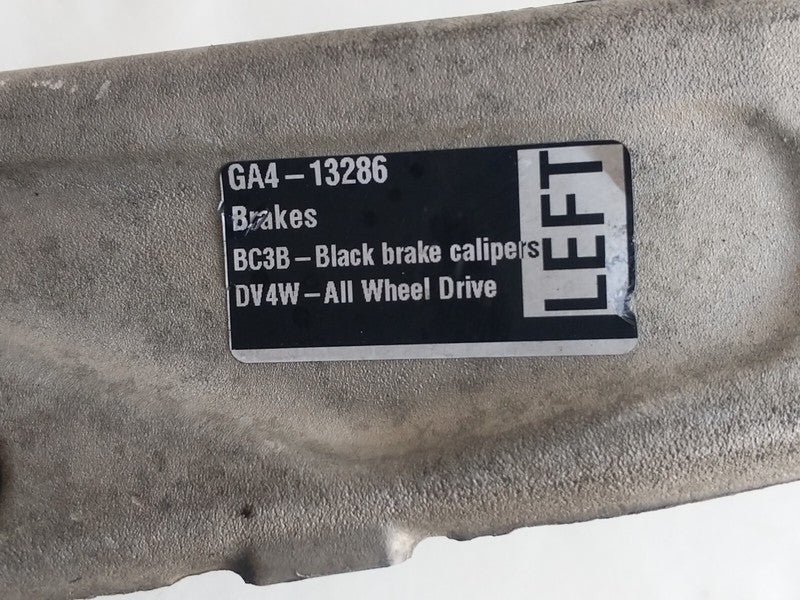 GA4-13286
Brakes
BC3B-Black brake calipers
DV4W-All Wheel Drive
LEFT